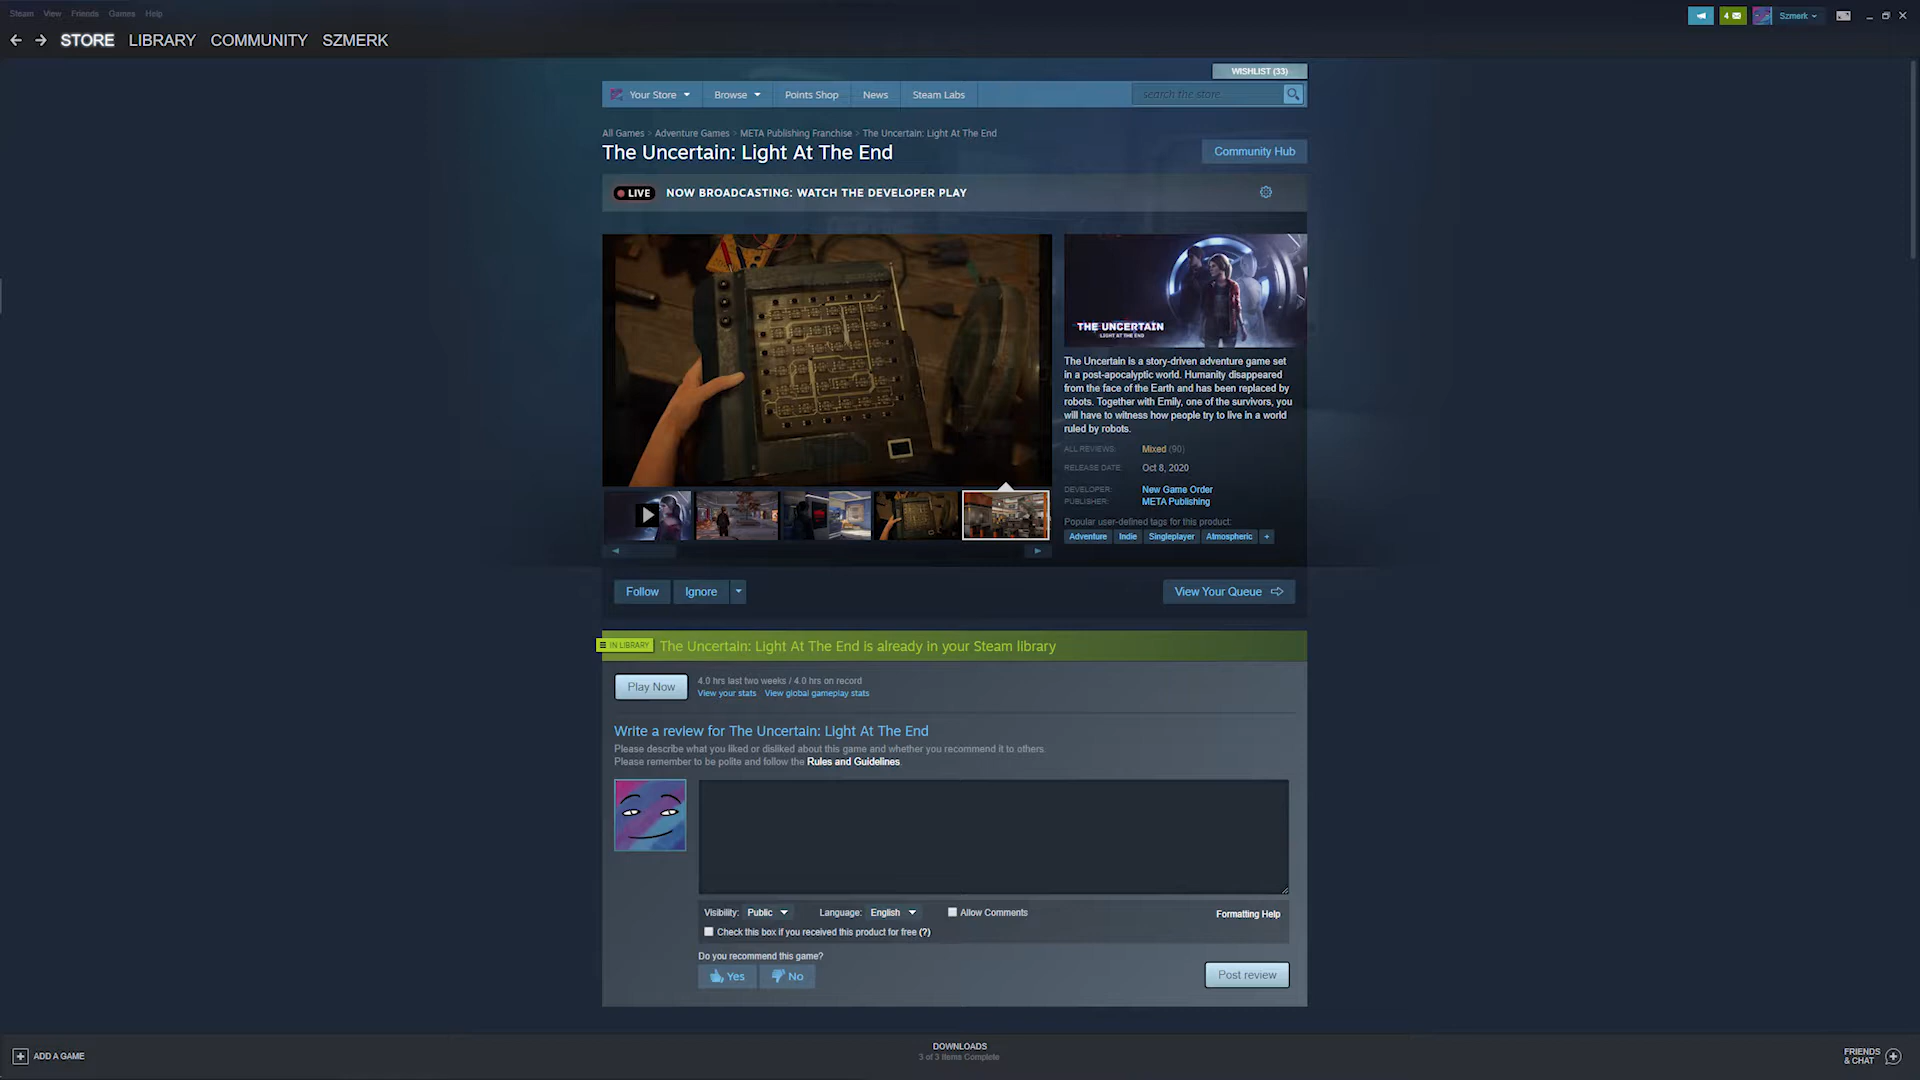 Steam View Friends Games Help
4
Szmerk
STORE LIBRARY COMMUNITY SZMERK
WISHLIST (33)
Your Store Browse Points Shop News Steam Labs
search the store
All Games > Adventure Games > META Publishing Franchise > The Uncertain: Light At The End
The Uncertain: Light At The End
Community Hub
LIVE NOW BROADCASTING: WATCH THE DEVELOPER PLAY
THE UNCERTAIN
LIGHT AT THE END
The Uncertain is a story-driven adventure game set
in a post-apocalyptic world. Humanity disappeared
from the face of the Earth and has been replaced by
robots. Together with Emily, one of the survivors, you
will have to witness how people try to live in a world
ruled by robots.
ALL REVIEWS: Mixed (90)
RELEASE DATE: Oct 8, 2020
DEVELOPER: New Game Order
PUBLISHER: META Publishing
Popular user-defined tags for this product:
Adventure Indie Singleplayer Atmospheric +
Follow Ignore
View Your Queue
IN LIBRARY The Uncertain: Light At The End is already in your Steam library
Play Now
4.0 hrs last two weeks / 4.0 hrs on record
View your stats View global gameplay stats
Write a review for The Uncertain: Light At The End
Please describe what you liked or disliked about this game and whether you recommend it to others.
Please remember to be polite and follow the Rules and Guidelines.
Visibility: Public Language: English Allow Comments
Formatting Help
Check this box if you received this product for free (?)
Do you recommend this game?
Yes No
Post review
ADD A GAME
DOWNLOADS
3 of 3 Items Complete
FRIENDS
& CHAT